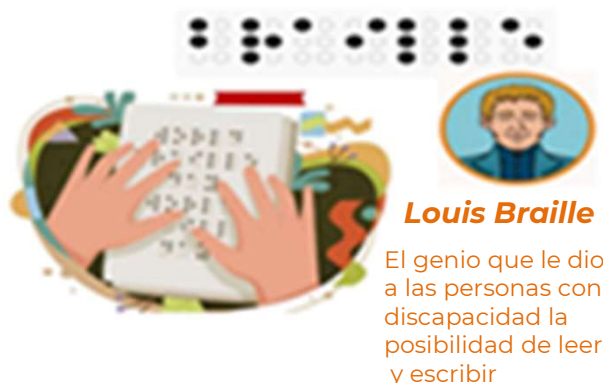 ⠃⠗⠁⠊⠇⠇⠑
Louis Braille
El genio que le dio
a las personas con
discapacidad la
posibilidad de leer
y escribir